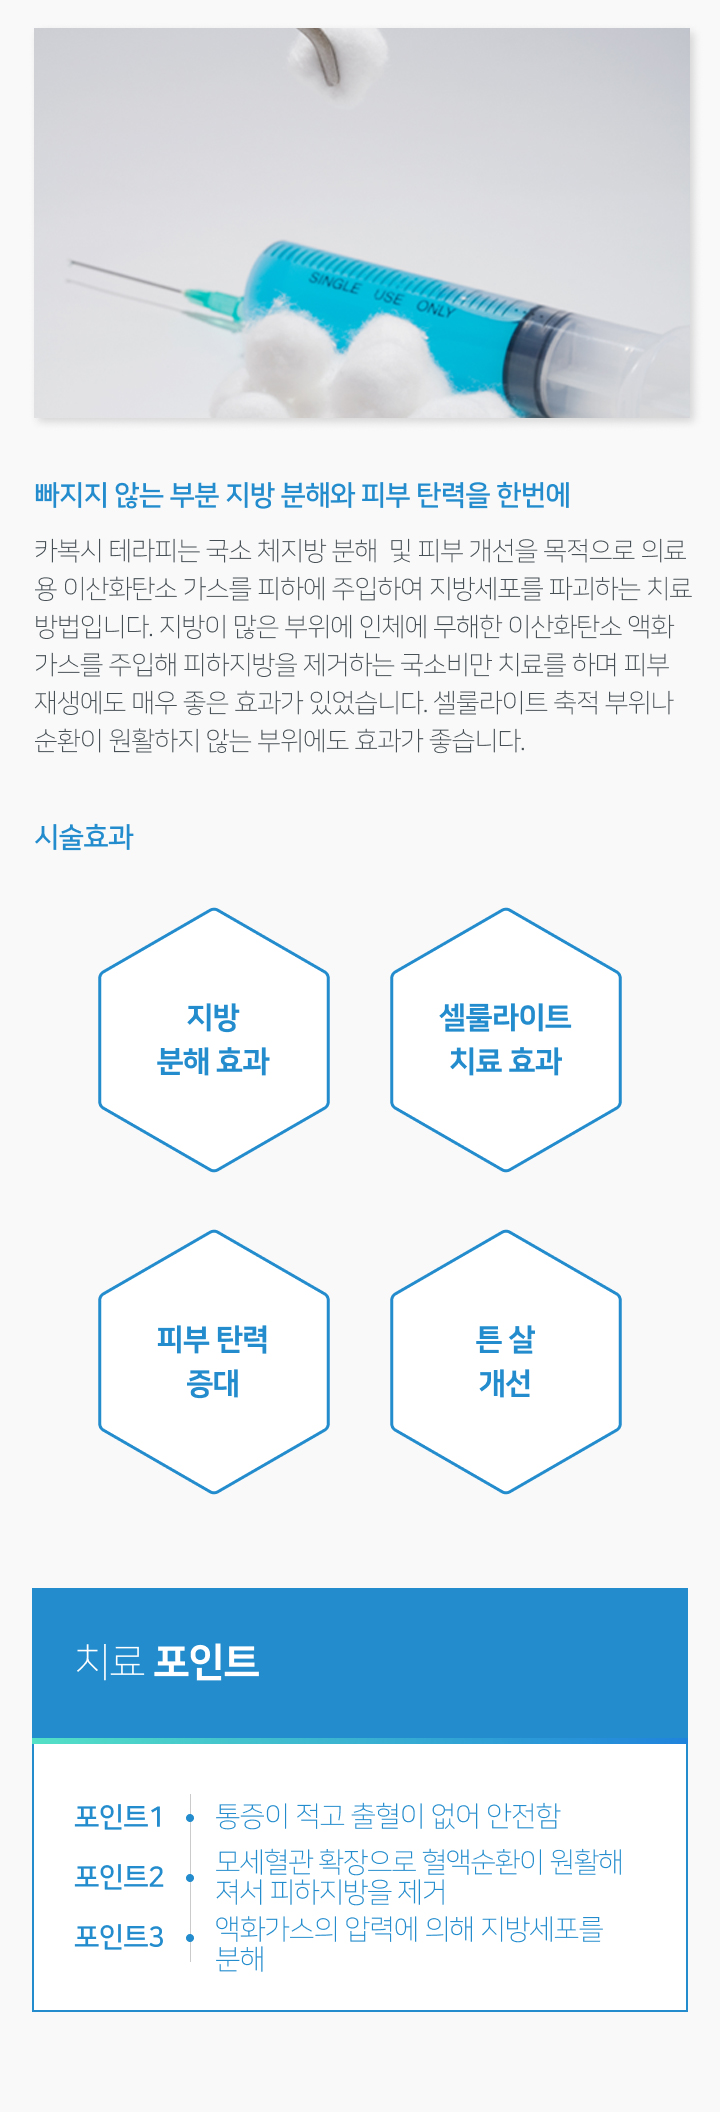 SINGLE USE ONLY
빠지지 않는 부분 지방 분해와 피부 탄력을 한번에
카복시 테라피는 국소 체지방 분해 및 피부 개선을 목적으로 의료
용 이산화탄소 가스를 피하에 주입하여 지방세포를 파괴하는 치료
방법입니다. 지방이 많은 부위에 인체에 무해한 이산화탄소 액화
가스를 주입해 피하지방을 제거하는 국소비만 치료를 하며 피부
재생에도 매우 좋은 효과가 있었습니다. 셀룰라이트 축적 부위나
순환이 원활하지 않는 부위에도 효과가 좋습니다.
시술효과
지방
분해 효과
셀룰라이트
치료 효과
피부 탄력
증대
튼 살
개선
치료 포인트
포인트1 통증이 적고 출혈이 없어 안전함
포인트2 모세혈관 확장으로 혈액순환이 원활해
져서 피하지방을 제거
포인트3 액화가스의 압력에 의해 지방세포를
분해